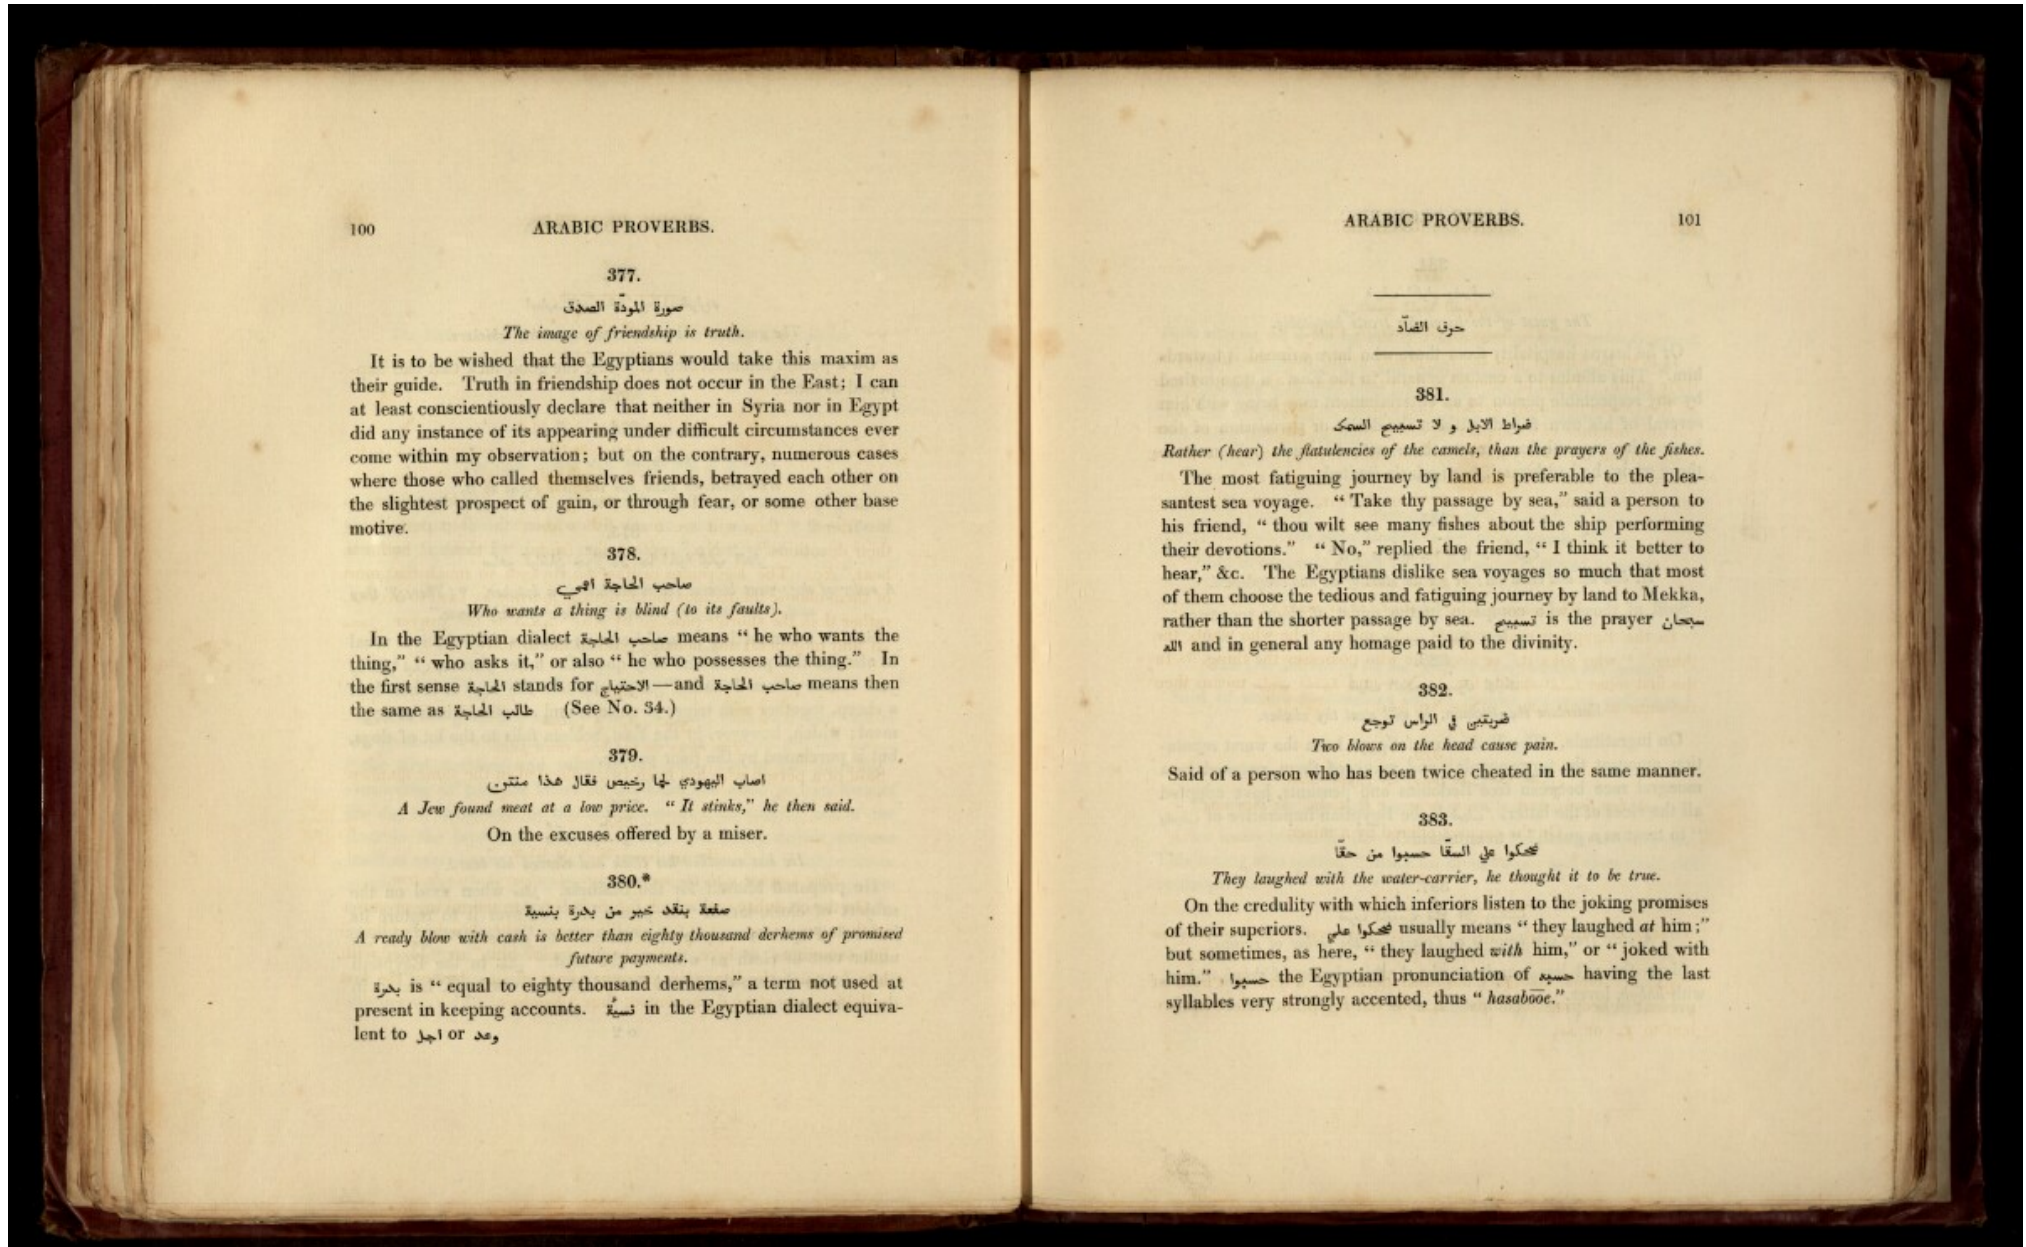 100 ARABIC PROVERBS.
377.
صورة المودّة الصدق
The image of friendship is truth.
It is to be wished that the Egyptians would take this maxim as
their guide. Truth in friendship does not occur in the East; I can
at least conscientiously declare that neither in Syria nor in Egypt
did any instance of its appearing under difficult circumstances ever
come within my observation; but on the contrary, numerous cases
where those who called themselves friends, betrayed each other on
the slightest prospect of gain, or through fear, or some other base
motive.
378.
صاحب الحاجة اعمي
Who wants a thing is blind (to its faults).
In the Egyptian dialect صاحب الحاجة means “ he who wants the
thing,” “ who asks it,” or also “ he who possesses the thing.” In
the first sense الحاجة stands for الاحتياج—and صاحب الحاجة means then
the same as طالب الحاجة (See No. 34.)
379.
اصاب اليهودي لحما رخيص فقال هذا منتون
A Jew found meat at a low price. “ It stinks,” he then said.
On the excuses offered by a miser.
380.*
صفعة بنقد خير من بدرة بنسية
A ready blow with cash is better than eighty thousand derhems of promised
future payments.
بدرة is “ equal to eighty thousand derhems,” a term not used at
present in keeping accounts. نسيُة in the Egyptian dialect equiva-
lent to اجل or وعد
ARABIC PROVERBS. 101
حرف الضاّد
381.
ضراط الابل و لا تسبيح السمك
Rather (hear) the flatulencies of the camels, than the prayers of the fishes.
The most fatiguing journey by land is preferable to the plea-
santest sea voyage. “ Take thy passage by sea,” said a person to
his friend, “ thou wilt see many fishes about the ship performing
their devotions.” “ No,” replied the friend, “ I think it better to
hear,” &c. The Egyptians dislike sea voyages so much that most
of them choose the tedious and fatiguing journey by land to Mekka,
rather than the shorter passage by sea. تسبيح is the prayer سبحان
الله and in general any homage paid to the divinity.
382.
ضربتين في الراس توجع
Two blows on the head cause pain.
Said of a person who has been twice cheated in the same manner.
383.
ضحكوا علي السقّا حسبوا من حقّا
They laughed with the water-carrier, he thought it to be true.
On the credulity with which inferiors listen to the joking promises
of their superiors. ضحكوا علي usually means “ they laughed at him ;”
but sometimes, as here, “ they laughed with him,” or “ joked with
him.” حسبوا the Egyptian pronunciation of حسبه having the last
syllables very strongly accented, thus “ hasabōōe.”